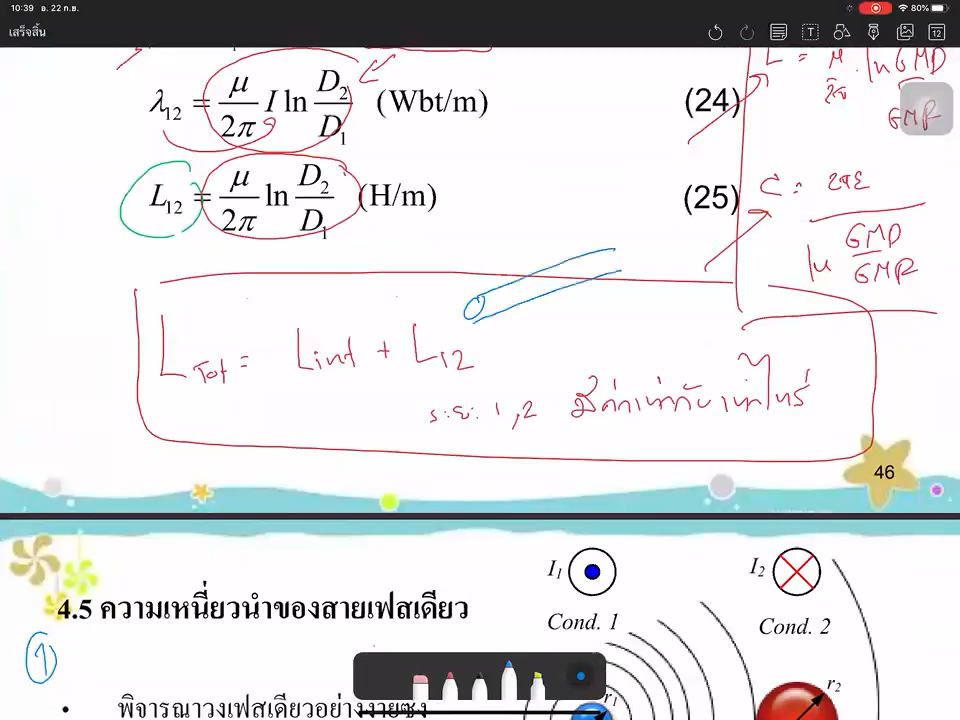 10:39 อ. 22 ก.ย.
80%
เสร็จสิ้น
T
12
λ12 = μ/2π I ln D2/D1 (Wbt/m) (24)
L12 = μ/2π ln D2/D1 (H/m) (25)
L = μ/2π · ln GMD/GMR
C = 2πε / ln GMD/GMR
LTot = Lint + L12
ระยะ 1,2 มีค่าเท่ากับเท่าไหร่
46
4.5 ความเหนี่ยวนำของสายเฟสเดียว
I1
I2
Cond. 1
Cond. 2
r1
r2
• พิจารณาวงเฟสเดียวอย่างง่ายซึ่ง